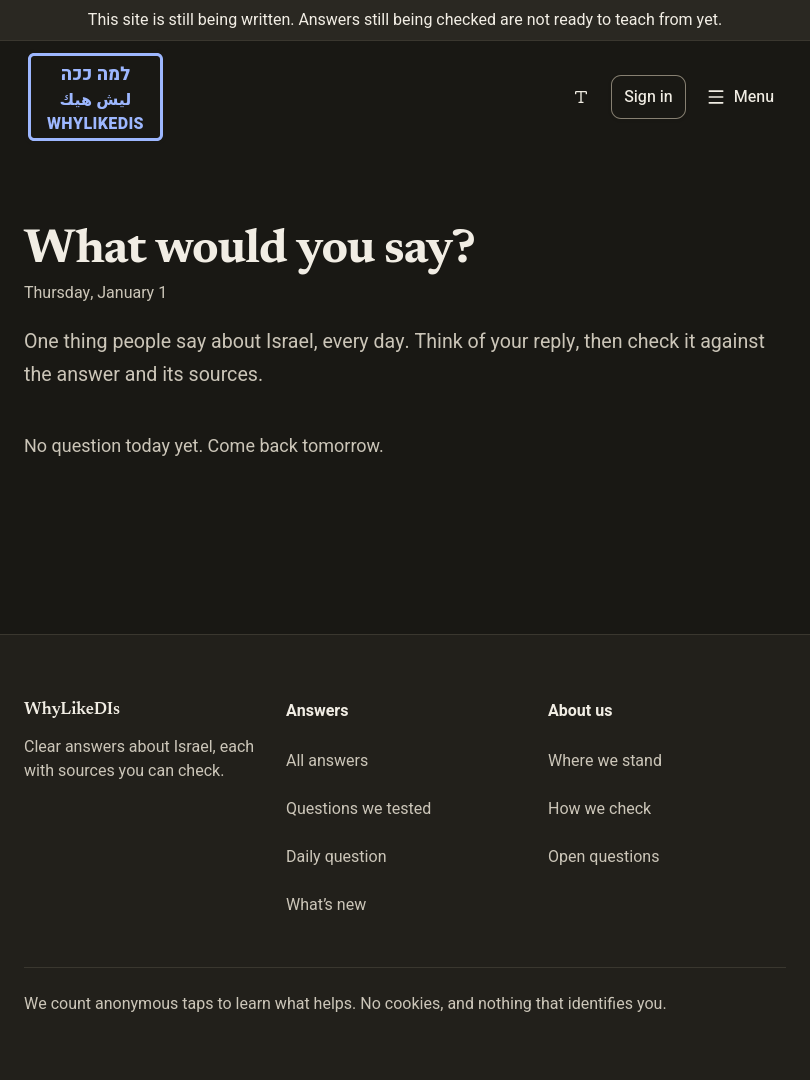 This site is still being written. Answers still being checked are not ready to teach from yet.
למה ככה
ليش هيك
WHYLIKEDIS
T
Sign in
Menu
What would you say?
Thursday, January 1
One thing people say about Israel, every day. Think of your reply, then check it against
the answer and its sources.
No question today yet. Come back tomorrow.
WhyLikeDIs
Clear answers about Israel, each
with sources you can check.
Answers
All answers
Questions we tested
Daily question
What’s new
About us
Where we stand
How we check
Open questions
We count anonymous taps to learn what helps. No cookies, and nothing that identifies you.